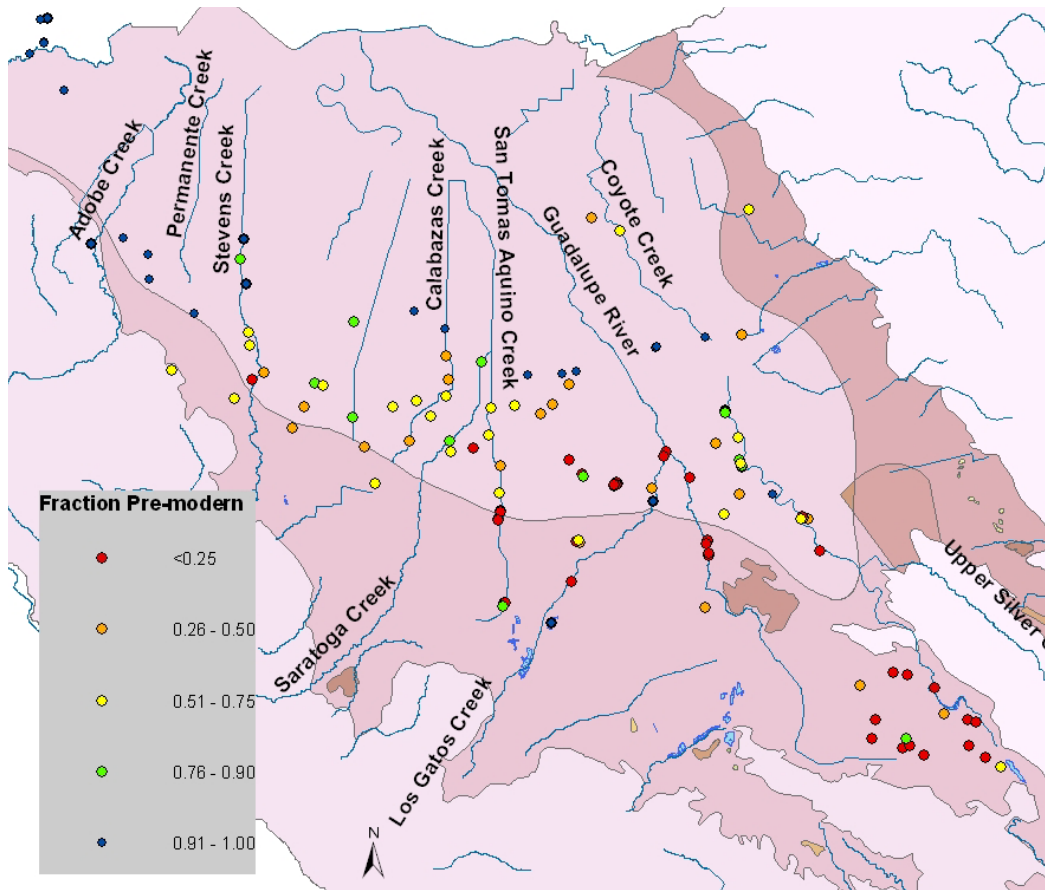 Adobe Creek
Permanente Creek
Stevens Creek
Calabazas Creek
San Tomas Aquino Creek
Guadalupe River
Coyote Creek
Upper Silver C
Saratoga Creek
Los Gatos Creek
Fraction Pre-modern
<0.25
0.26 - 0.50
0.51 - 0.75
0.76 - 0.90
0.91 - 1.00
N